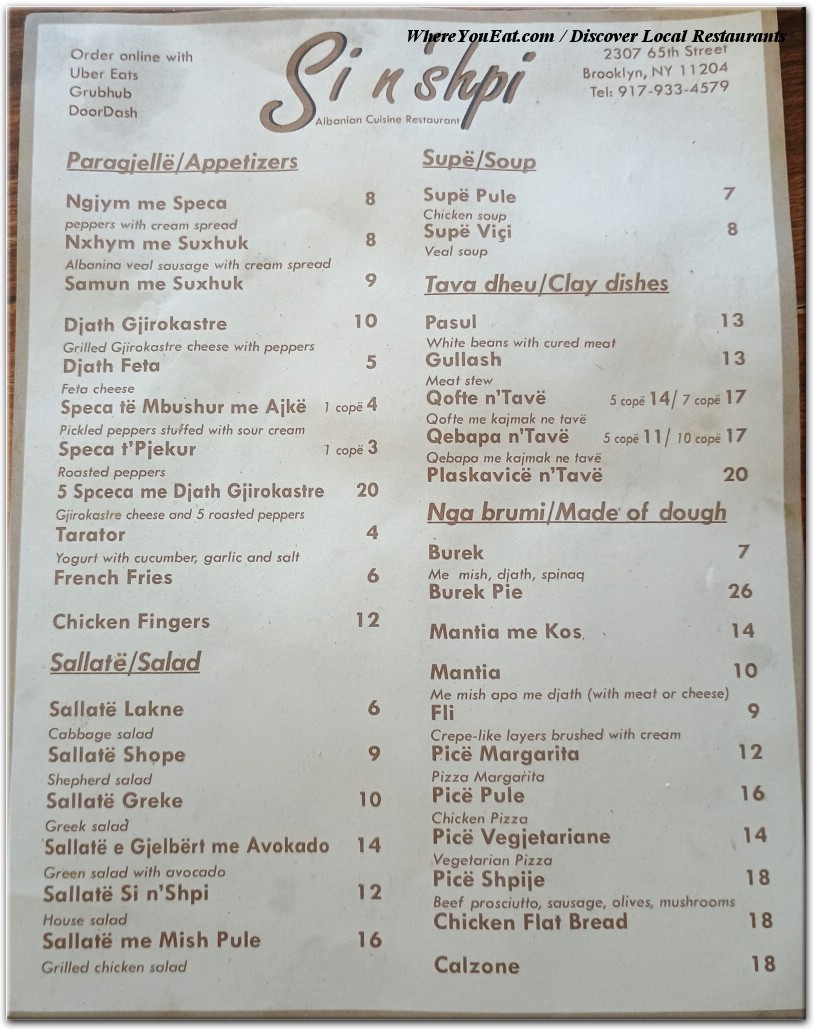 WhereYouEat.com / Discover Local Restaurants
Order online with
Uber Eats
Grubhub
DoorDash
Si n'shpi
Albanian Cuisine Restaurant
2307 65th Street
Brooklyn, NY 11204
Tel: 917-933-4579
Paragjellë/Appetizers
Ngjym me Speca 8
peppers with cream spread
Nxhym me Suxhuk 8
Albanina veal sausage with cream spread
Samun me Suxhuk 9
Djath Gjirokastre 10
Grilled Gjirokastre cheese with peppers
Djath Feta 5
Feta cheese
Speca të Mbushur me Ajkë 1 copë 4
Pickled peppers stuffed with sour cream
Speca t'Pjekur 1 copë 3
Roasted peppers
5 Spceca me Djath Gjirokastre 20
Gjirokastre cheese and 5 roasted peppers
Tarator 4
Yogurt with cucumber, garlic and salt
French Fries 6
Chicken Fingers 12
Sallatë/Salad
Sallatë Lakne 6
Cabbage salad
Sallatë Shope 9
Shepherd salad
Sallatë Greke 10
Greek salad
Sallatë e Gjelbërt me Avokado 14
Green salad with avocado
Sallatë Si n'Shpi 12
House salad
Sallatë me Mish Pule 16
Grilled chicken salad
Supë/Soup
Supë Pule 7
Chicken soup
Supë Viçi 8
Veal soup
Tava dheu/Clay dishes
Pasul 13
White beans with cured meat
Gullash 13
Meat stew
Qofte n'Tavë 5 copë 14/ 7 copë 17
Qofte me kajmak ne tavë
Qebapa n'Tavë 5 copë 11/ 10 copë 17
Qebapa me kajmak ne tavë
Plaskavicë n'Tavë 20
Nga brumi/Made of dough
Burek 7
Me mish, djath, spinaq
Burek Pie 26
Mantia me Kos 14
Mantia 10
Me mish apo me djath (with meat or cheese)
Fli 9
Crepe-like layers brushed with cream
Picë Margarita 12
Pizza Margarita
Picë Pule 16
Chicken Pizza
Picë Vegjetariane 14
Vegetarian Pizza
Picë Shpije 18
Beef prosciutto, sausage, olives, mushrooms
Chicken Flat Bread 18
Calzone 18